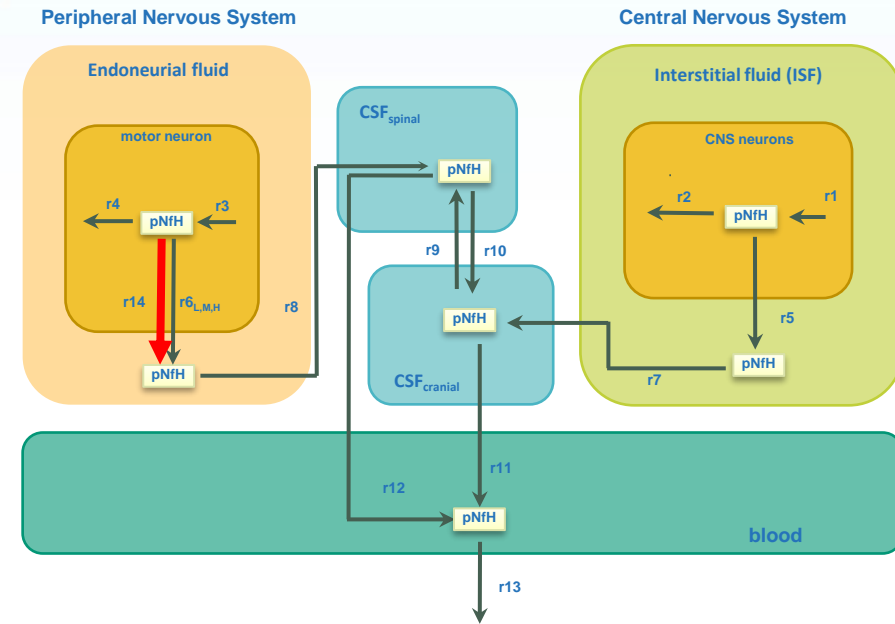 Peripheral Nervous System
Central Nervous System
Endoneurial fluid
Interstitial fluid (ISF)
CSFspinal
motor neuron
CNS neurons
pNfH
r4
r3
pNfH
r2
r1
pNfH
r9
r10
r14
r6L,M,H
r8
pNfH
r5
pNfH
pNfH
r7
CSFcranial
r11
r12
pNfH
blood
r13